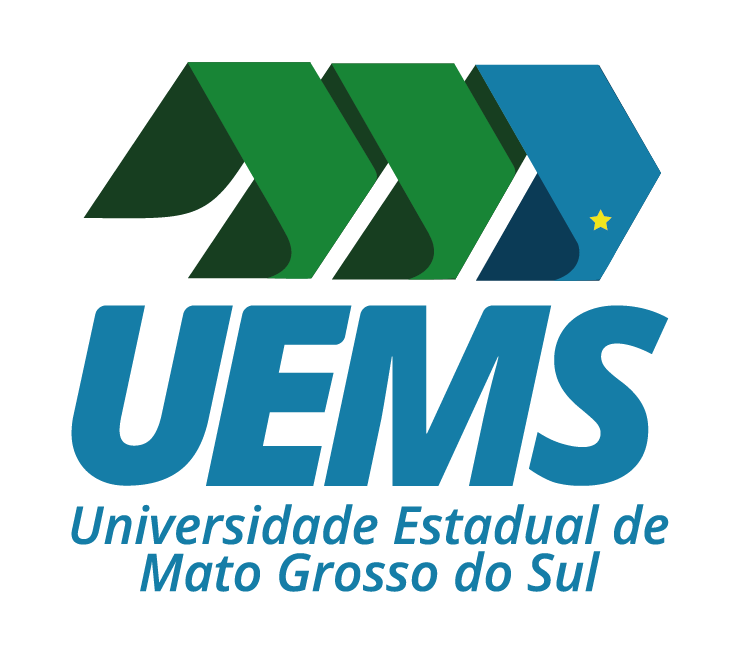 UEMS
Universidade Estadual de
Mato Grosso do Sul